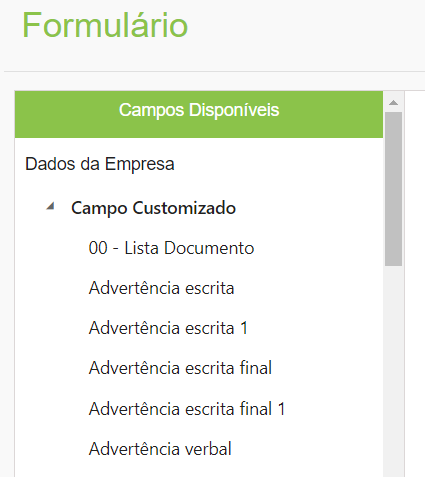 Formulário
Campos Disponíveis
Dados da Empresa
Campo Customizado
00 - Lista Documento
Advertência escrita
Advertência escrita 1
Advertência escrita final
Advertência escrita final 1
Advertência verbal